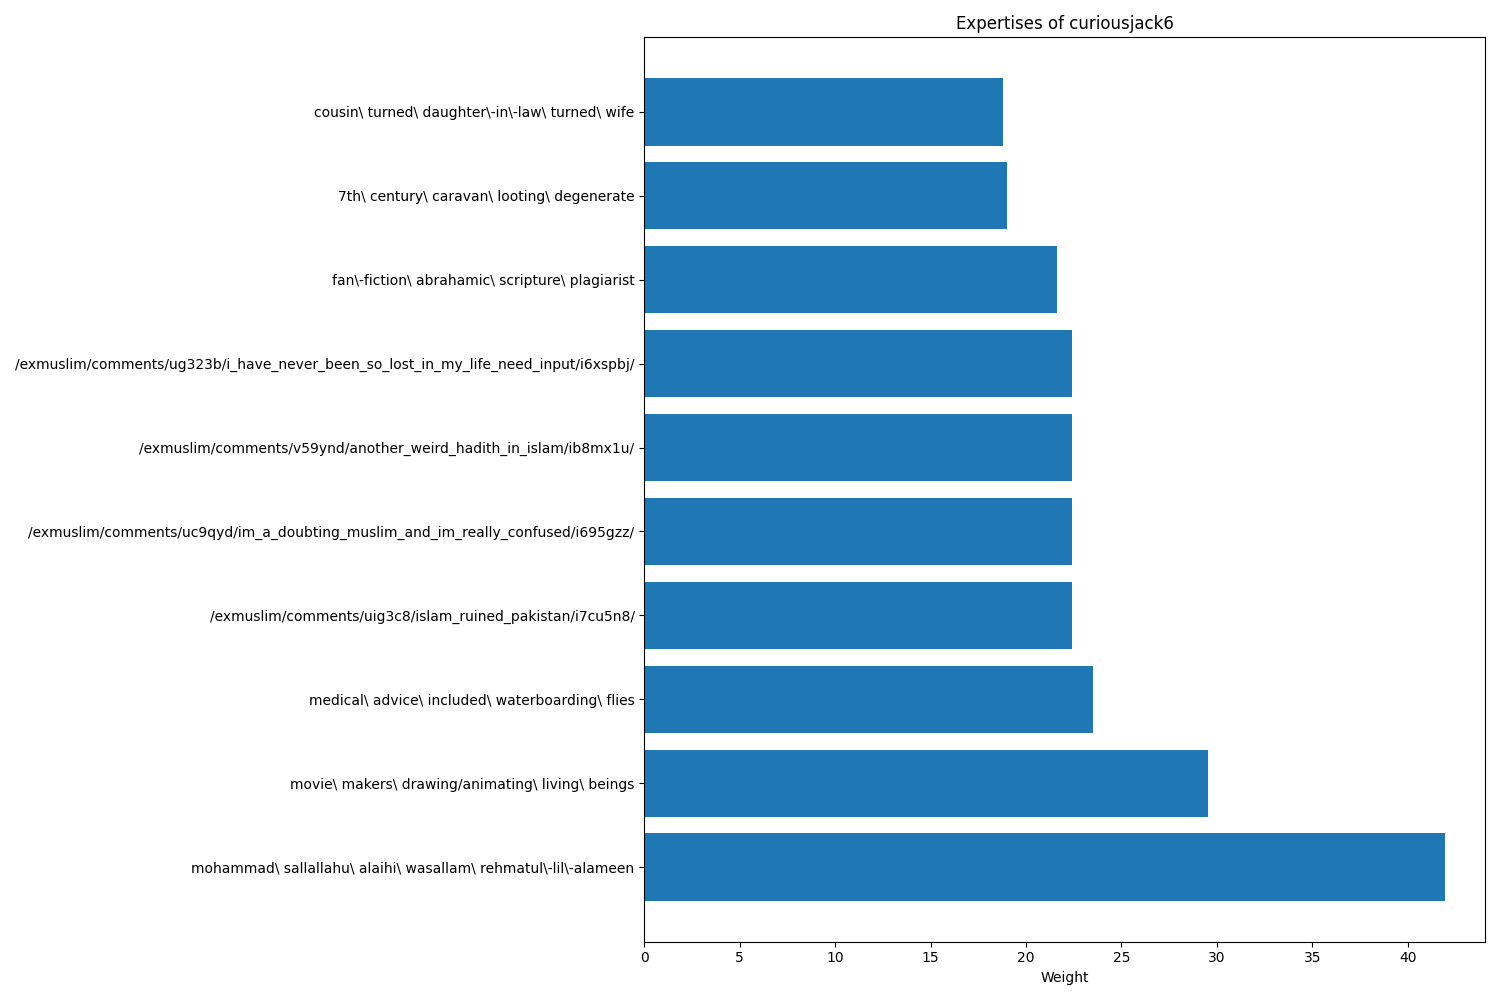 Expertises of curiousjack6
cousin\ turned\ daughter\-in\-law\ turned\ wife
7th\ century\ caravan\ looting\ degenerate
fan\-fiction\ abrahamic\ scripture\ plagiarist
/exmuslim/comments/ug323b/i_have_never_been_so_lost_in_my_life_need_input/i6xspbj/
/exmuslim/comments/v59ynd/another_weird_hadith_in_islam/ib8mx1u/
/exmuslim/comments/uc9qyd/im_a_doubting_muslim_and_im_really_confused/i695gzz/
/exmuslim/comments/uig3c8/islam_ruined_pakistan/i7cu5n8/
medical\ advice\ included\ waterboarding\ flies
movie\ makers\ drawing/animating\ living\ beings
mohammad\ sallallahu\ alaihi\ wasallam\ rehmatul\-lil\-alameen
0 5 10 15 20 25 30 35 40
Weight